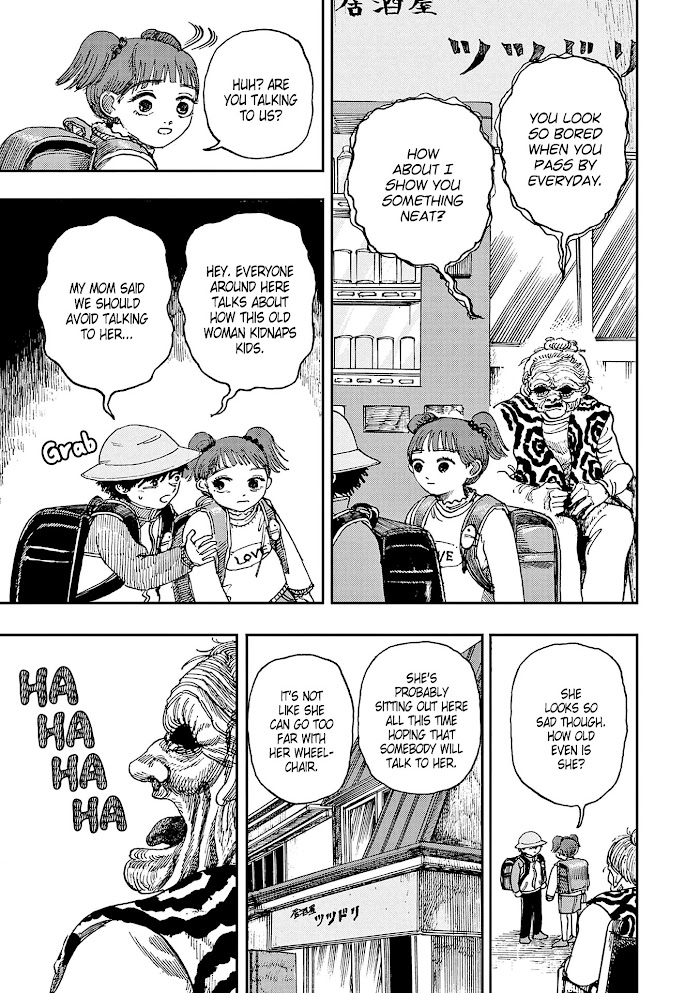 居酒屋
ツツドリ
YOU LOOK
SO BORED
WHEN YOU
PASS BY
EVERYDAY.
HOW
ABOUT I
SHOW YOU
SOMETHING
NEAT?
LOVE
HUH? ARE
YOU TALKING
TO US?
HEY. EVERYONE
AROUND HERE
TALKS ABOUT
HOW THIS OLD
WOMAN KIDNAPS
KIDS.
MY MOM SAID
WE SHOULD
AVOID TALKING
TO HER...
Grab
LOVE
SHE
LOOKS SO
SAD THOUGH.
HOW OLD
EVEN IS
SHE?
SHE'S
PROBABLY
SITTING OUT HERE
ALL THIS TIME
HOPING THAT
SOMEBODY WILL
TALK TO HER.
IT'S NOT
LIKE SHE
CAN GO TOO
FAR WITH
HER WHEEL-
CHAIR.
居酒屋 ツツドリ
HA
HA
HA
HA